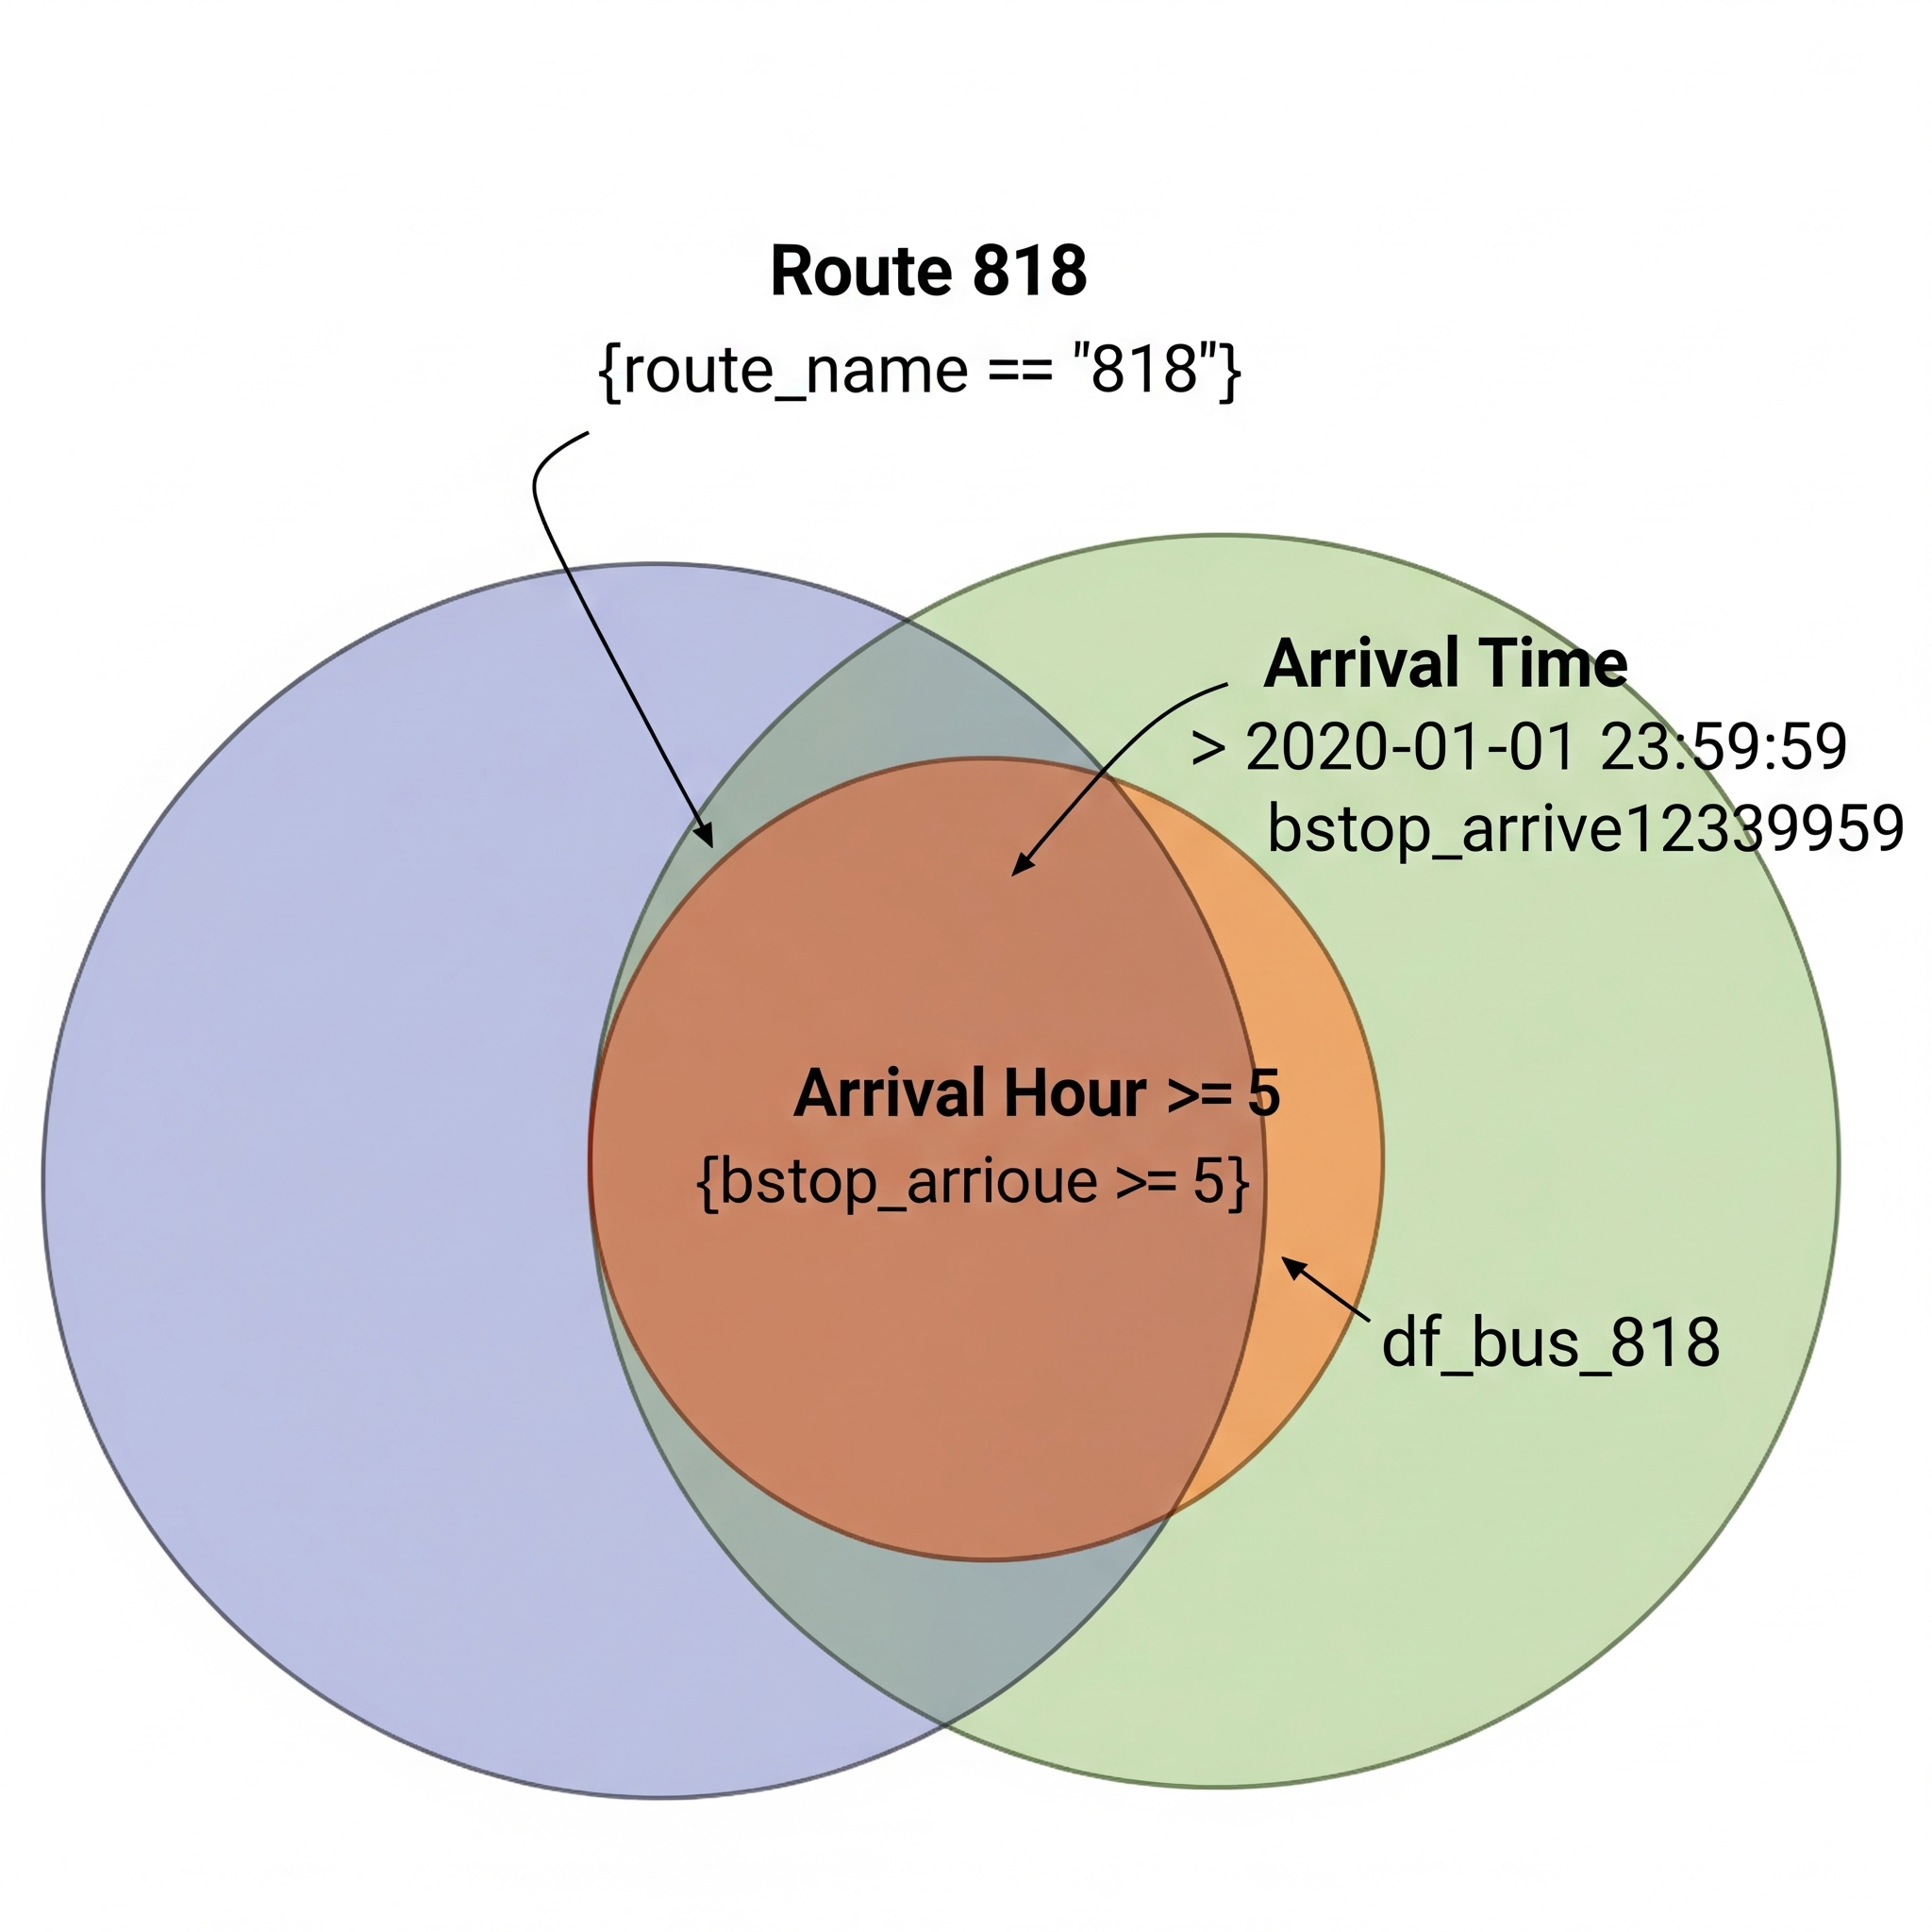 Route 818
{route_name == "818"}
Arrival Time
> 2020-01-01 23:59:59
bstop_arrive12339959
Arrival Hour >= 5
{bstop_arrioue >= 5}
df_bus_818